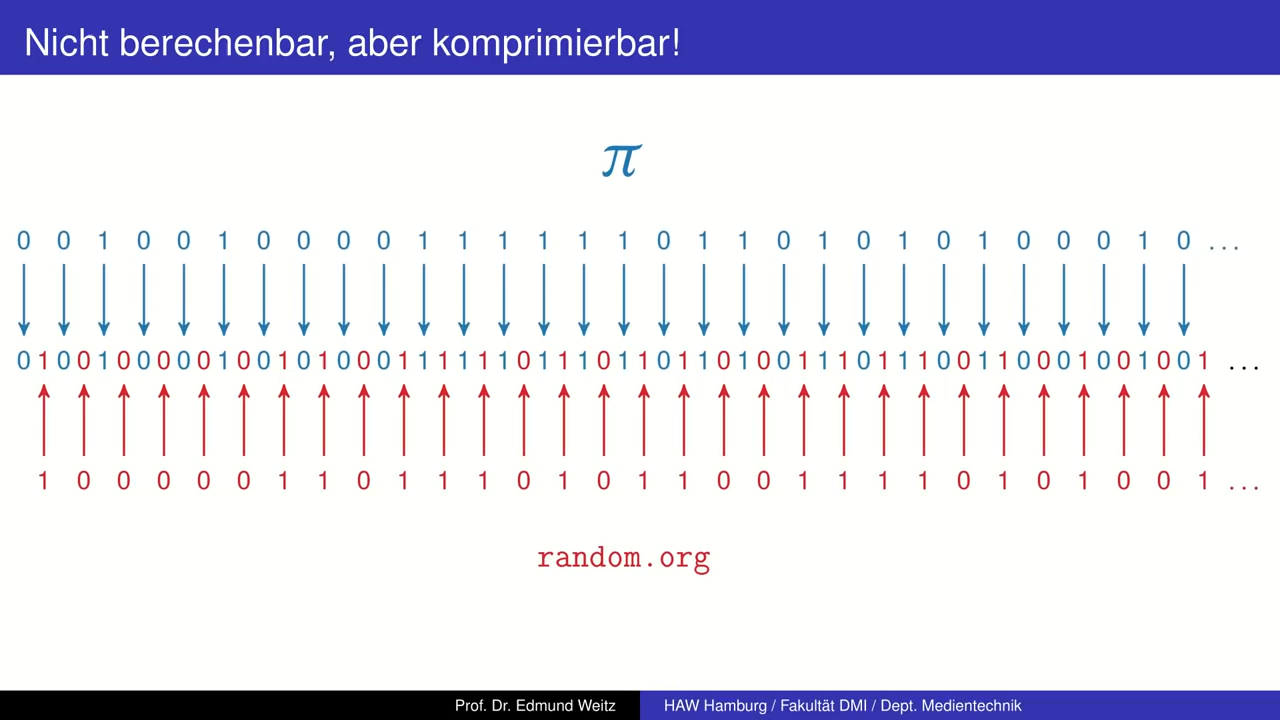 Nicht berechenbar, aber komprimierbar!
π
0 0 1 0 0 1 0 0 0 0 1 1 1 1 1 1 0 1 1 0 1 0 1 0 1 0 0 0 1 0 ...
0 1 0 0 1 0 0 0 0 0 1 0 0 1 0 1 0 0 0 1 1 1 1 1 1 0 1 1 1 0 1 1 0 1 1 0 1 0 0 1 1 1 0 1 1 1 0 0 1 1 0 0 0 1 0 0 1 0 0 1 ...
1 0 0 0 0 0 1 1 0 1 1 1 0 1 0 1 1 0 0 1 1 1 1 0 1 0 1 0 0 1 ...
random.org
Prof. Dr. Edmund Weitz HAW Hamburg / Fakultät DMI / Dept. Medientechnik